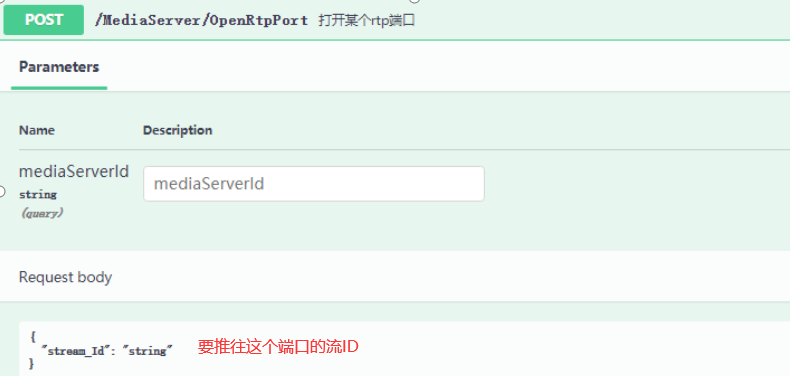 POST /MediaServer/OpenRtpPort 打开某个rtp端口
Parameters
Name Description
mediaServerId mediaServerId
string
(query)
Request body
{
"stream_Id": "string" 要推往这个端口的流ID
}